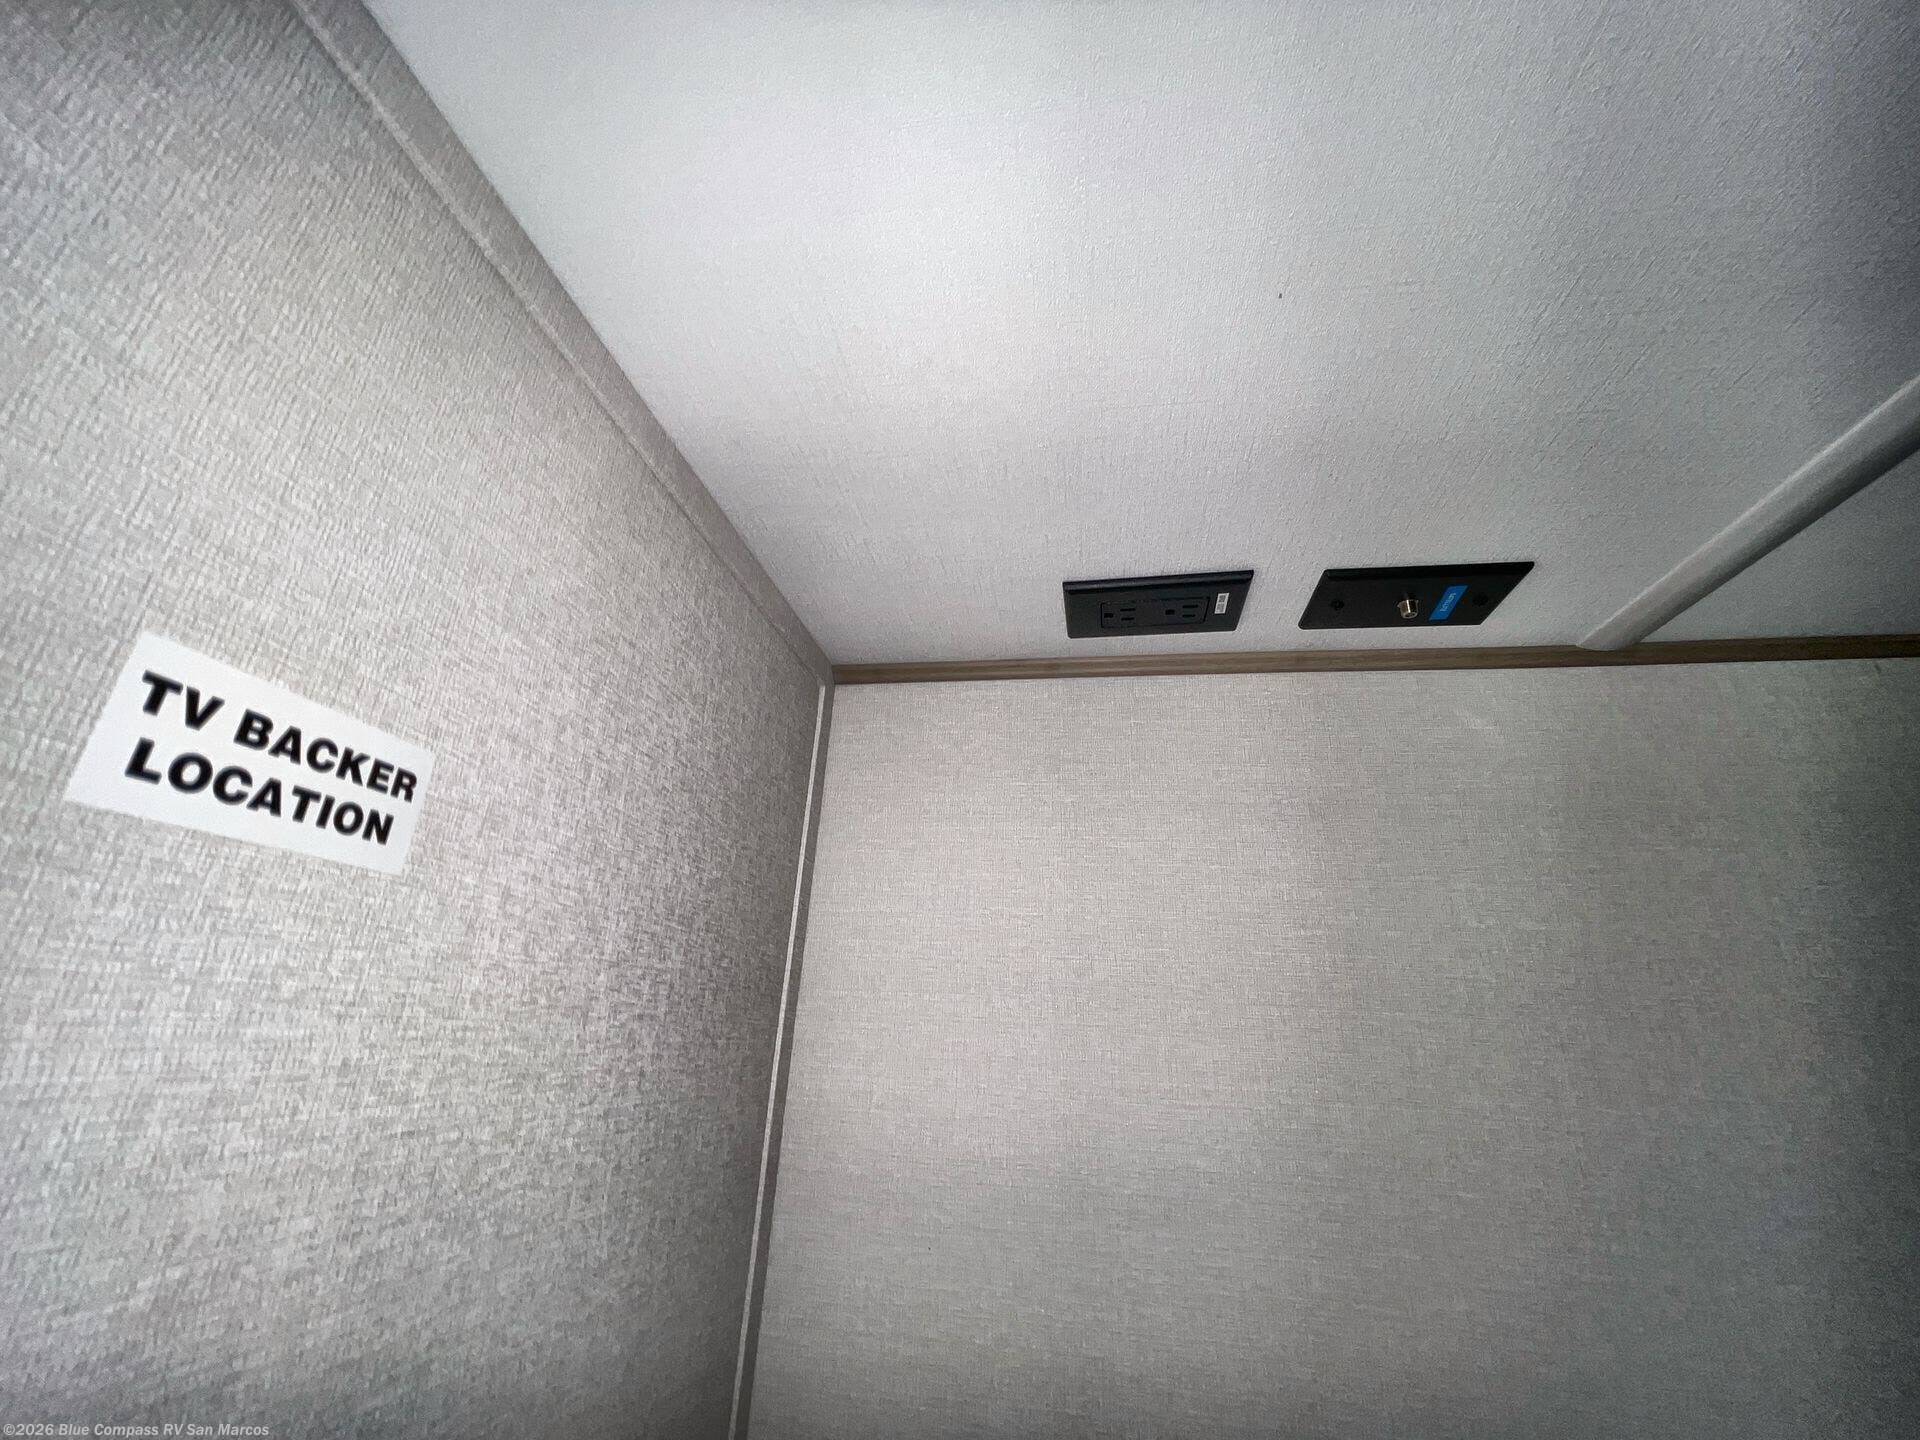 TV BACKER
LOCATION
©2026 Blue Compass RV San Marcos